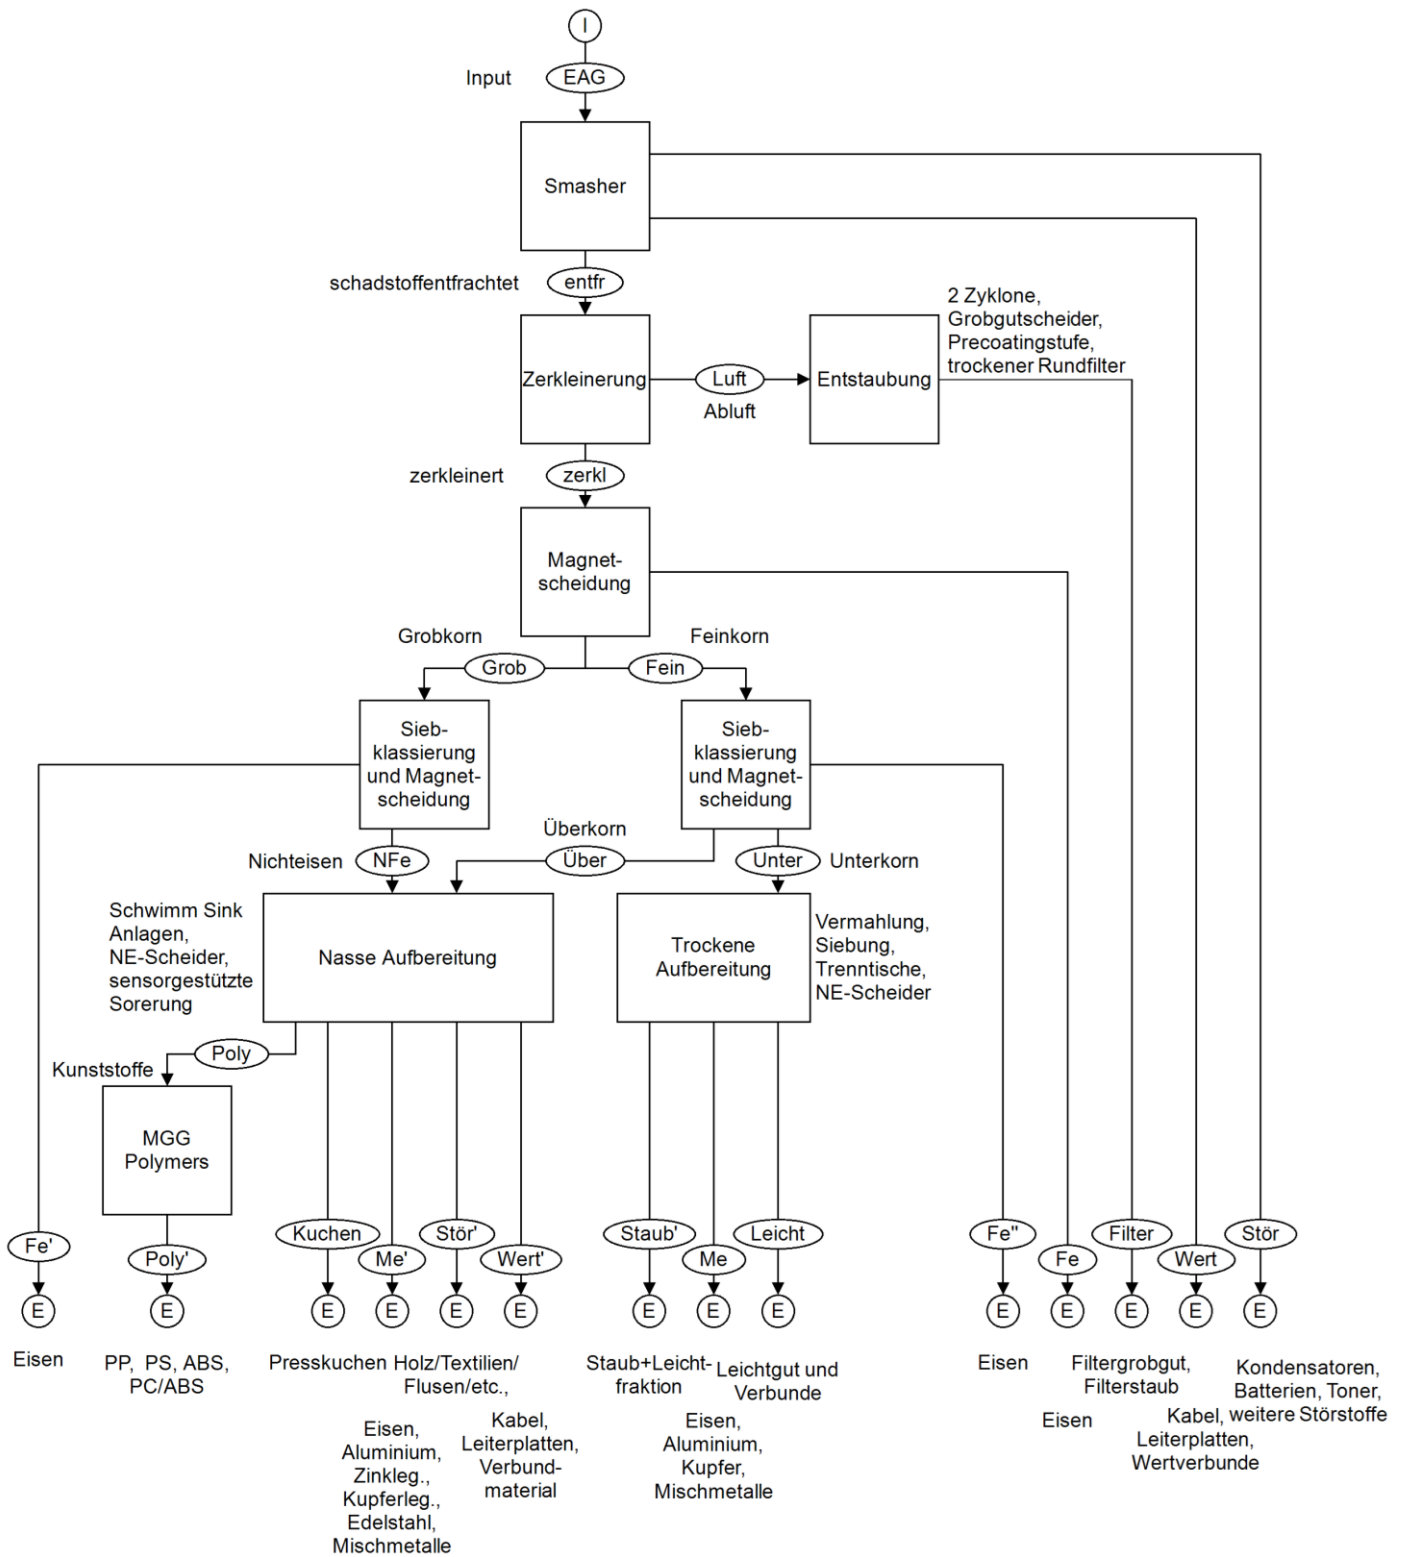 I
Input
EAG
Smasher
schadstoffentfrachtet
entfr
2 Zyklone,
Grobgutscheider,
Precoatingstufe,
trockener Rundfilter
Zerkleinerung
Luft
Entstaubung
Abluft
zerkleinert
zerkl
Magnet-
scheidung
Grobkorn
Feinkorn
Grob
Fein
Sieb-
klassierung
und Magnet-
scheidung
Sieb-
klassierung
und Magnet-
scheidung
Überkorn
Nichteisen
NFe
Über
Unter
Unterkorn
Schwimm Sink
Anlagen,
NE-Scheider,
sensorgestützte
Sorerung
Nasse Aufbereitung
Trockene
Aufbereitung
Vermahlung,
Siebung,
Trenntische,
NE-Scheider
Poly
Kunststoffe
MGG
Polymers
Fe'
Poly'
Kuchen
Me'
Stör'
Wert'
Staub'
Me
Leicht
Fe"
Fe
Filter
Wert
Stör
E
E
E
E
E
E
E
E
E
E
E
E
E
E
Eisen
PP, PS, ABS,
PC/ABS
Presskuchen
Holz/Textilien/
Flusen/etc.,
Eisen,
Aluminium,
Zinkleg.,
Kupferleg.,
Edelstahl,
Mischmetalle
Kabel,
Leiterplatten,
Verbund-
material
Staub+Leicht-
fraktion
Leichtgut und
Verbunde
Eisen,
Aluminium,
Kupfer,
Mischmetalle
Eisen
Eisen
Filtergrobgut,
Filterstaub
Kabel,
Leiterplatten,
Wertverbunde
Kondensatoren,
Batterien, Toner,
weitere Störstoffe